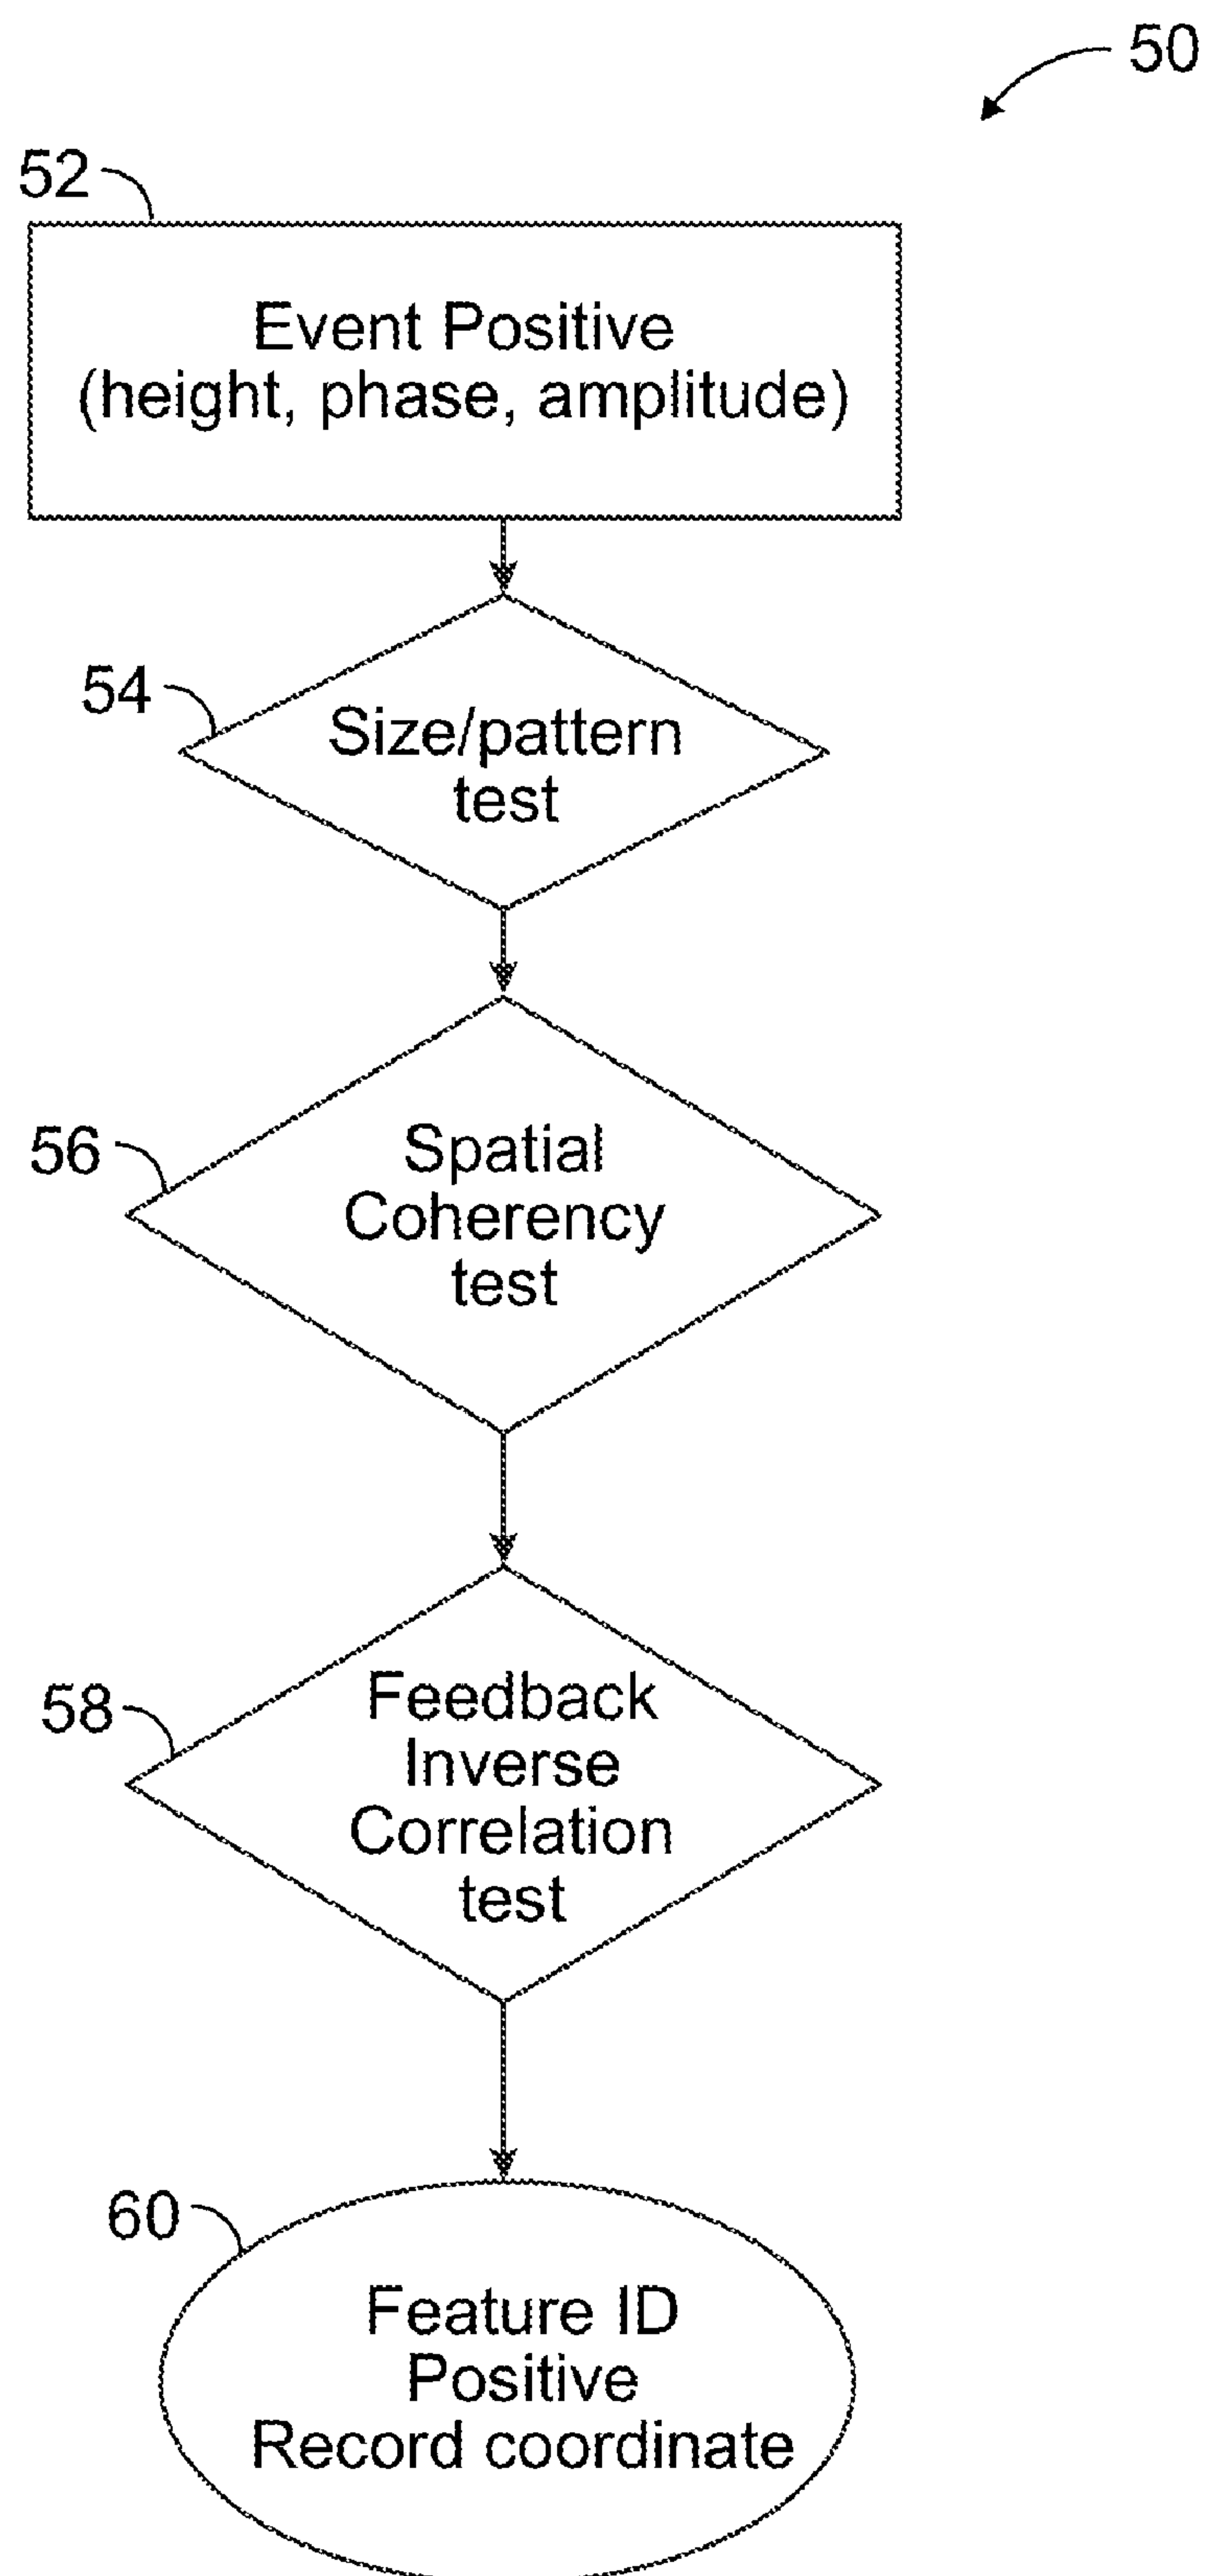 50
52
Event Positive
(height, phase, amplitude)
54
Size/pattern
test
56
Spatial
Coherency
test
58
Feedback
Inverse
Correlation
test
60
Feature ID
Positive
Record coordinate